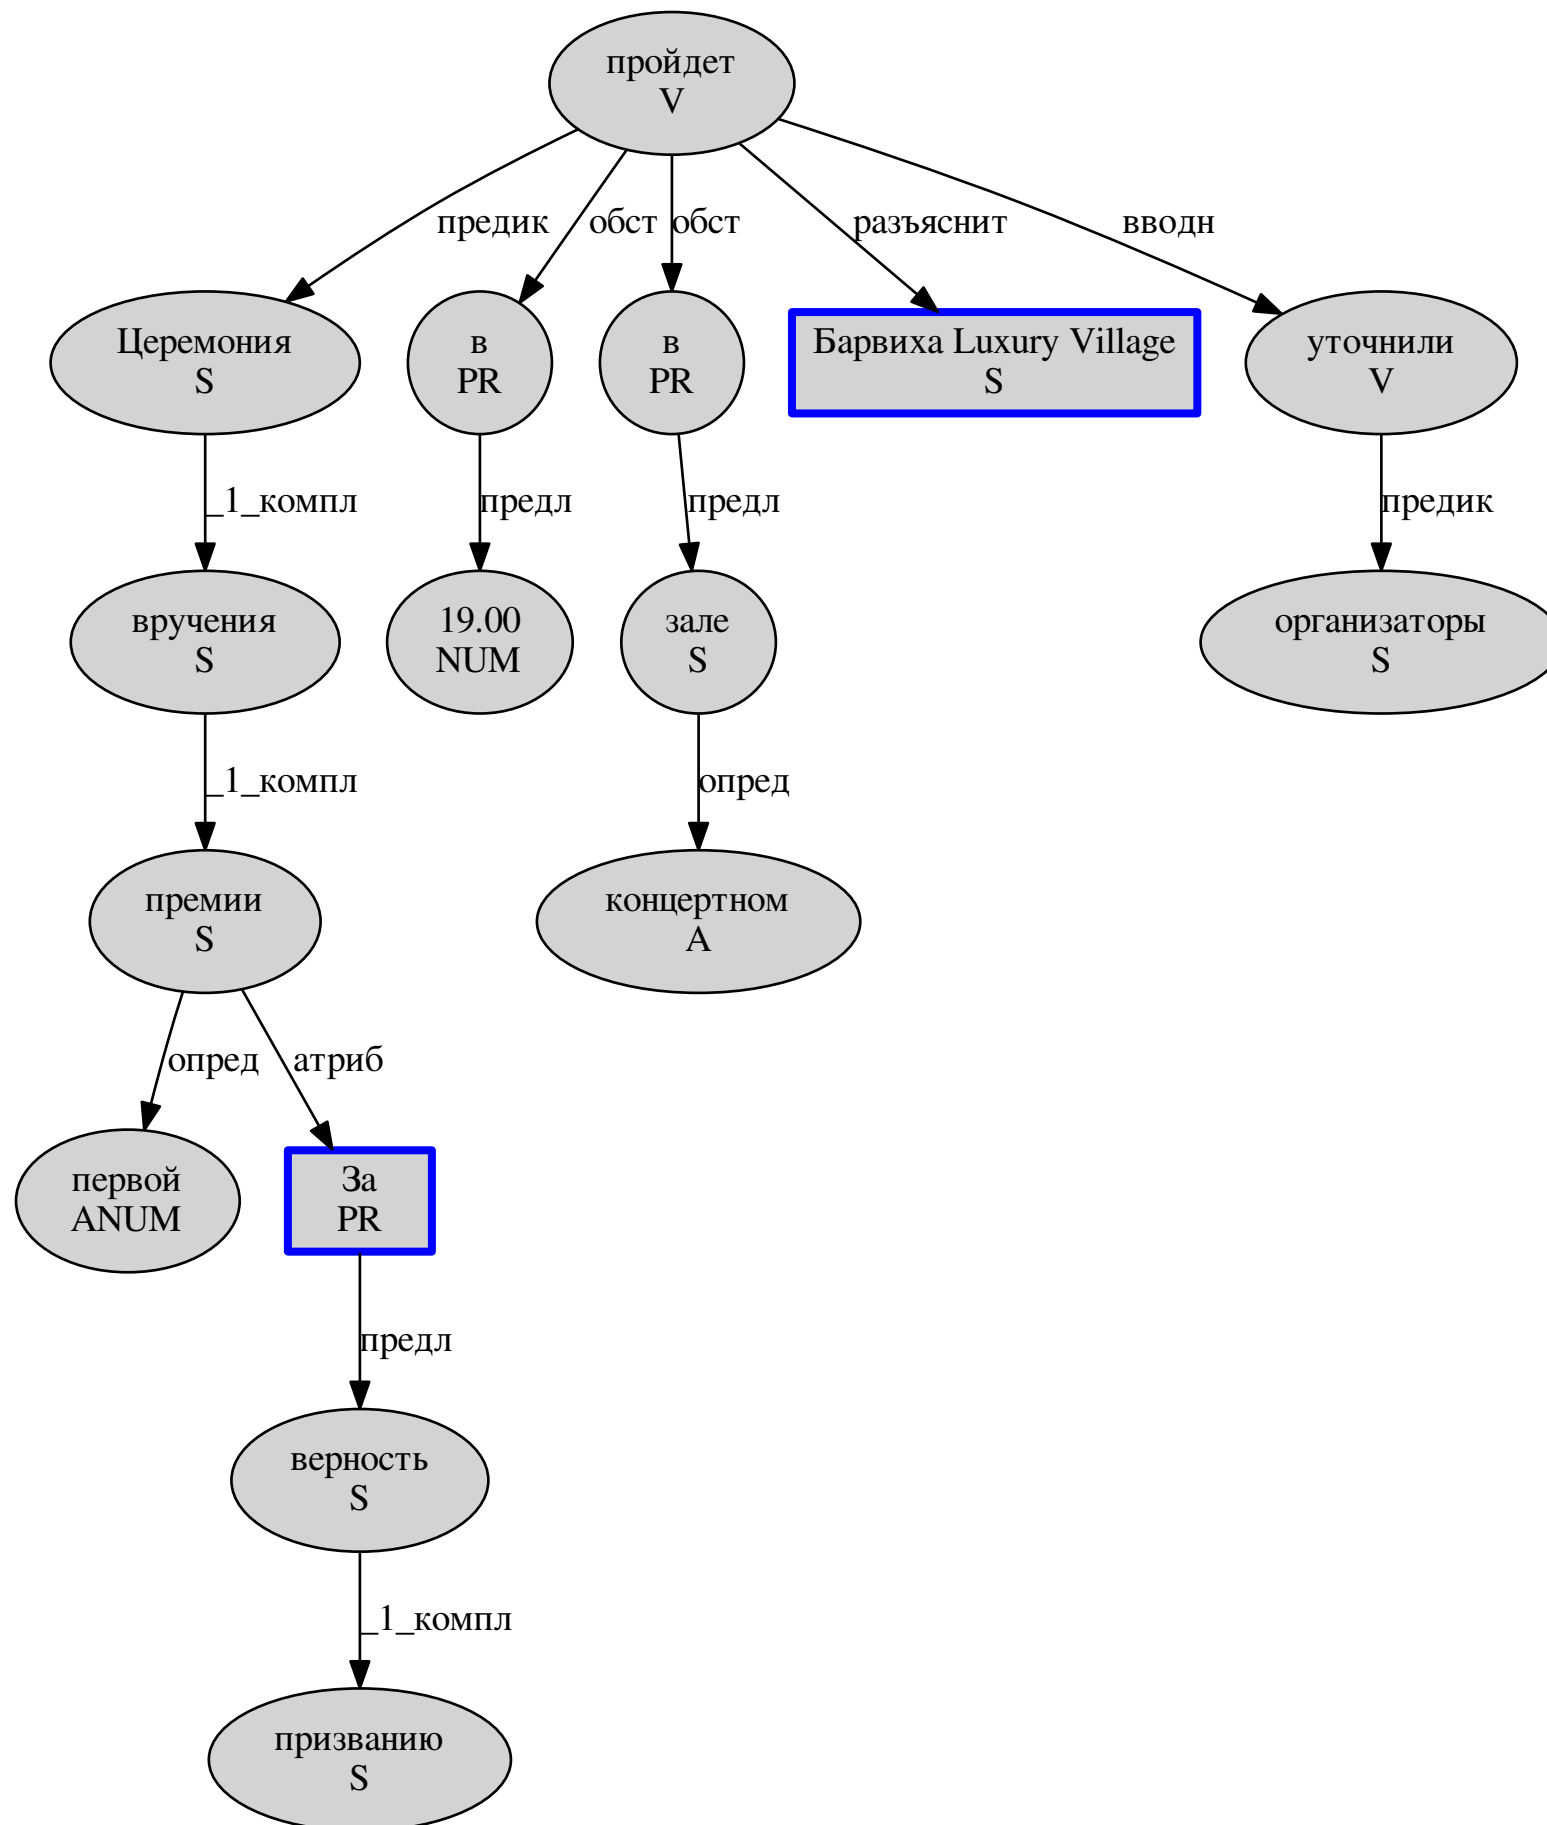 пройдет
V
предик
обст
обст
разъяснит
вводн
Церемония
S
в
PR
в
PR
Барвиха Luxury Village
S
уточнили
V
_1_компл
предл
предл
предик
вручения
S
19.00
NUM
зале
S
организаторы
S
_1_компл
опред
премии
S
концертном
A
опред
атриб
первой
ANUM
За
PR
предл
верность
S
_1_компл
призванию
S